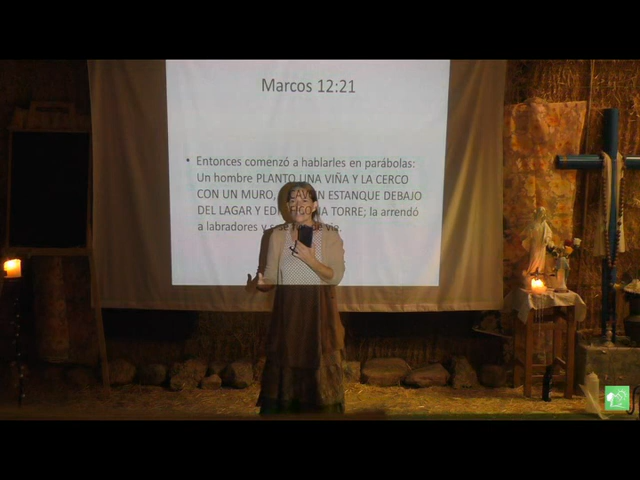 Marcos 12:21
• Entonces comenzó a hablarles en parábolas:
Un hombre PLANTO UNA VIÑA Y LA CERCO
CON UN MURO, ESTANQUE DEBAJO
DEL LAGAR Y TORRE; la arrendó
a labradores y